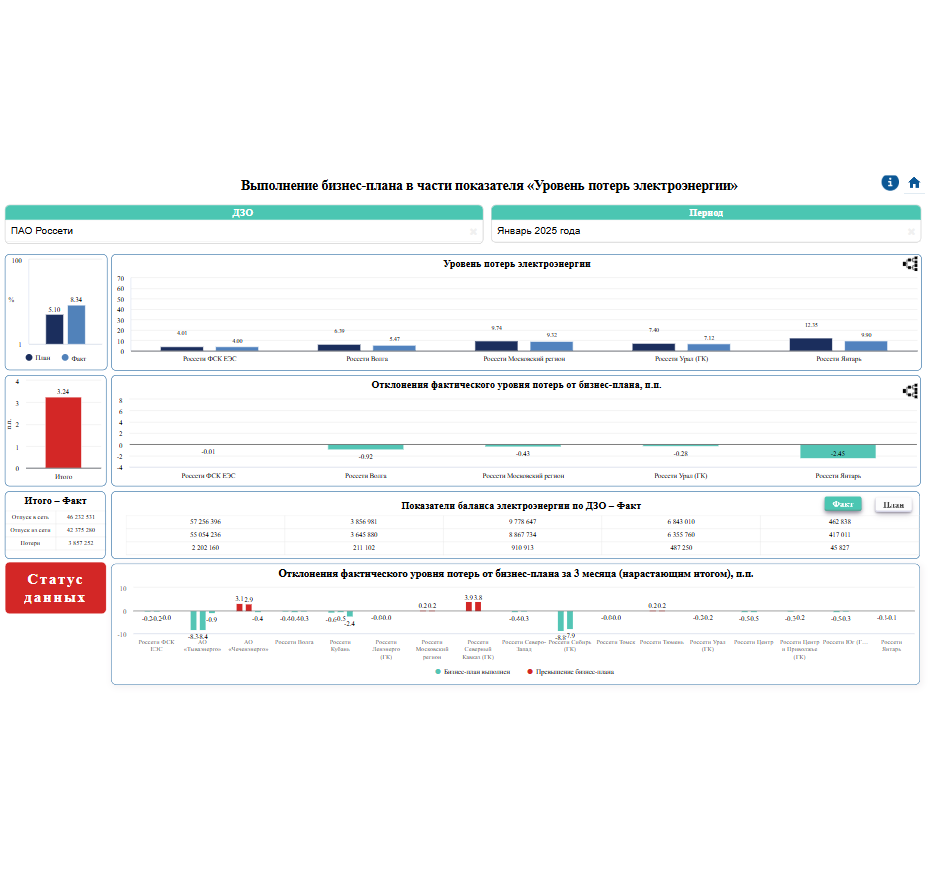 Выполнение бизнес-плана в части показателя «Уровень потерь электроэнергии»
ДЗО
Период
ПАО Россети
Январь 2025 года
100
%
5.10
8.34
1
План
Факт
Уровень потерь электроэнергии
70
60
50
40
30
20
10
0
4.01
4.00
6.39
5.47
9.74
9.32
7.40
7.12
12.35
9.90
Россети ФСК ЕЭС
Россети Волга
Россети Московский регион
Россети Урал (ГК)
Россети Янтарь
4
3
2
1
0
п.п.
3.24
Итого
Отклонения фактического уровня потерь от бизнес-плана, п.п.
8
6
4
2
0
-2
-4
-0.01
-0.92
-0.43
-0.28
-2.45
Россети ФСК ЕЭС
Россети Волга
Россети Московский регион
Россети Урал (ГК)
Россети Янтарь
Итого – Факт
Отпуск в сеть 46 232 531
Отпуск из сети 42 375 280
Потери 3 857 252
Показатели баланса электроэнергии по ДЗО – Факт
Факт
План
57 256 396 3 856 981 9 778 647 6 843 010 462 838
55 054 236 3 645 880 8 867 734 6 355 760 417 011
2 202 160 211 102 910 913 487 250 45 827
Статус
данных
Отклонения фактического уровня потерь от бизнес-плана за 3 месяца (нарастающим итогом), п.п.
10
0
-10
-0.2-0.2-0.0
-8.3-8.4
-0.9
3.1 2.9
-0.4
-0.4-0.4-0.3
-0.6-0.5
-2.4
-0.0-0.0
0.2 0.2
3.9 3.8
-0.4-0.3
-8.8
-7.9
-0.0-0.0
0.2 0.2
-0.2-0.2
-0.5-0.5
-0.3-0.2
-0.5-0.3
-0.1-0.1
Россети ФСК ЕЭС
АО «Тываэнерго»
АО «Чеченэнерго»
Россети Волга
Россети Кубань
Россети Ленэнерго (ГК)
Россети Московский регион
Россети Северный Кавказ (ГК)
Россети Северо-Запад
Россети Сибирь (ГК)
Россети Томск
Россети Тюмень
Россети Урал (ГК)
Россети Центр
Россети Центр и Приволжье (ГК)
Россети Юг (Г…
Россети Янтарь
Бизнес-план выполнен
Превышение бизнес-плана